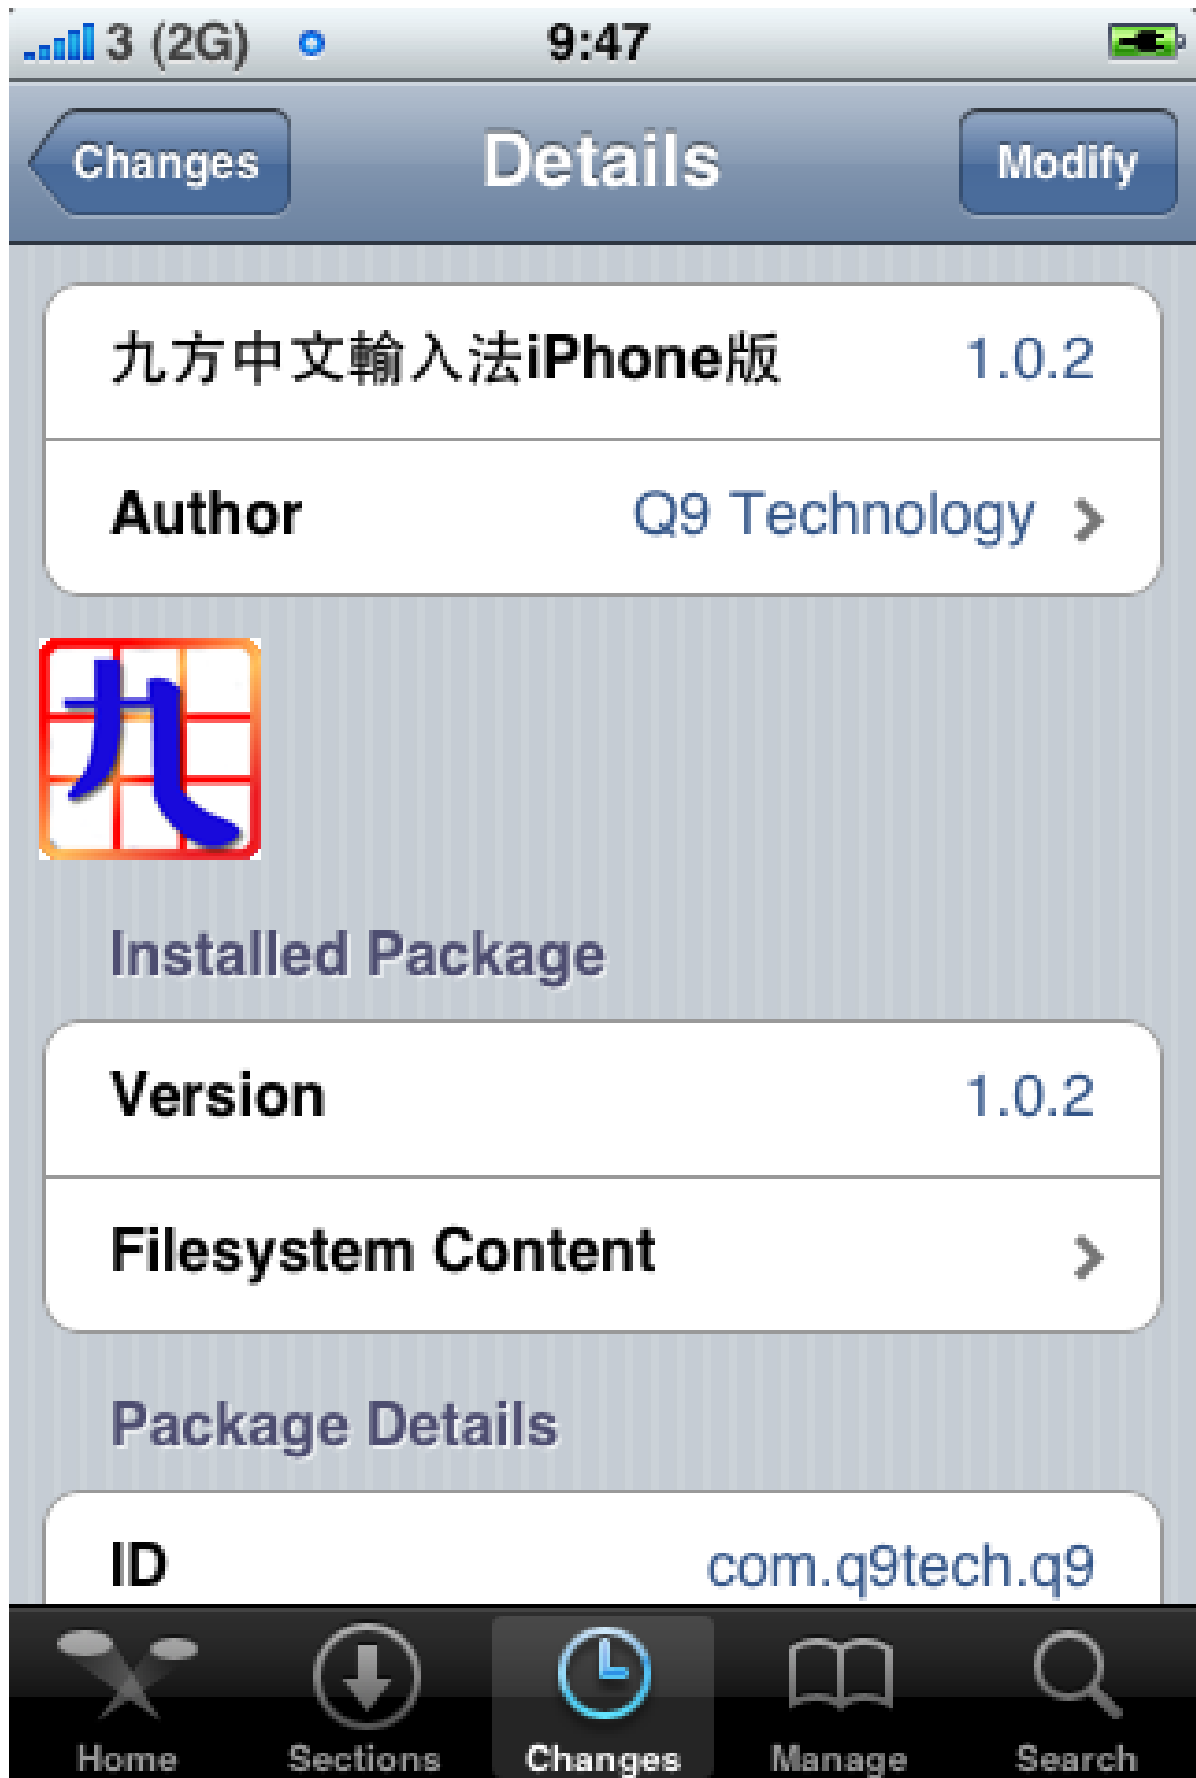 3 (2G) 9:47
Changes Details Modify
九方中文輸入法iPhone版 1.0.2
Author Q9 Technology
九
Installed Package
Version 1.0.2
Filesystem Content
Package Details
ID com.q9tech.q9
Home Sections Changes Manage Search